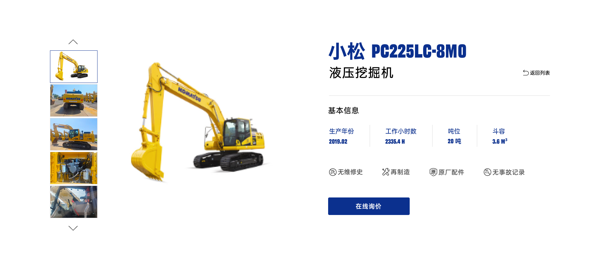 小松 PC225LC-8M0
液压挖掘机
返回列表
KOMATSU
基本信息
生产年份 工作小时数 吨位 斗容
2019.02 2335.4 H 20 吨 3.6 M³
无维修史 再制造 原厂配件 无事故记录
在线询价